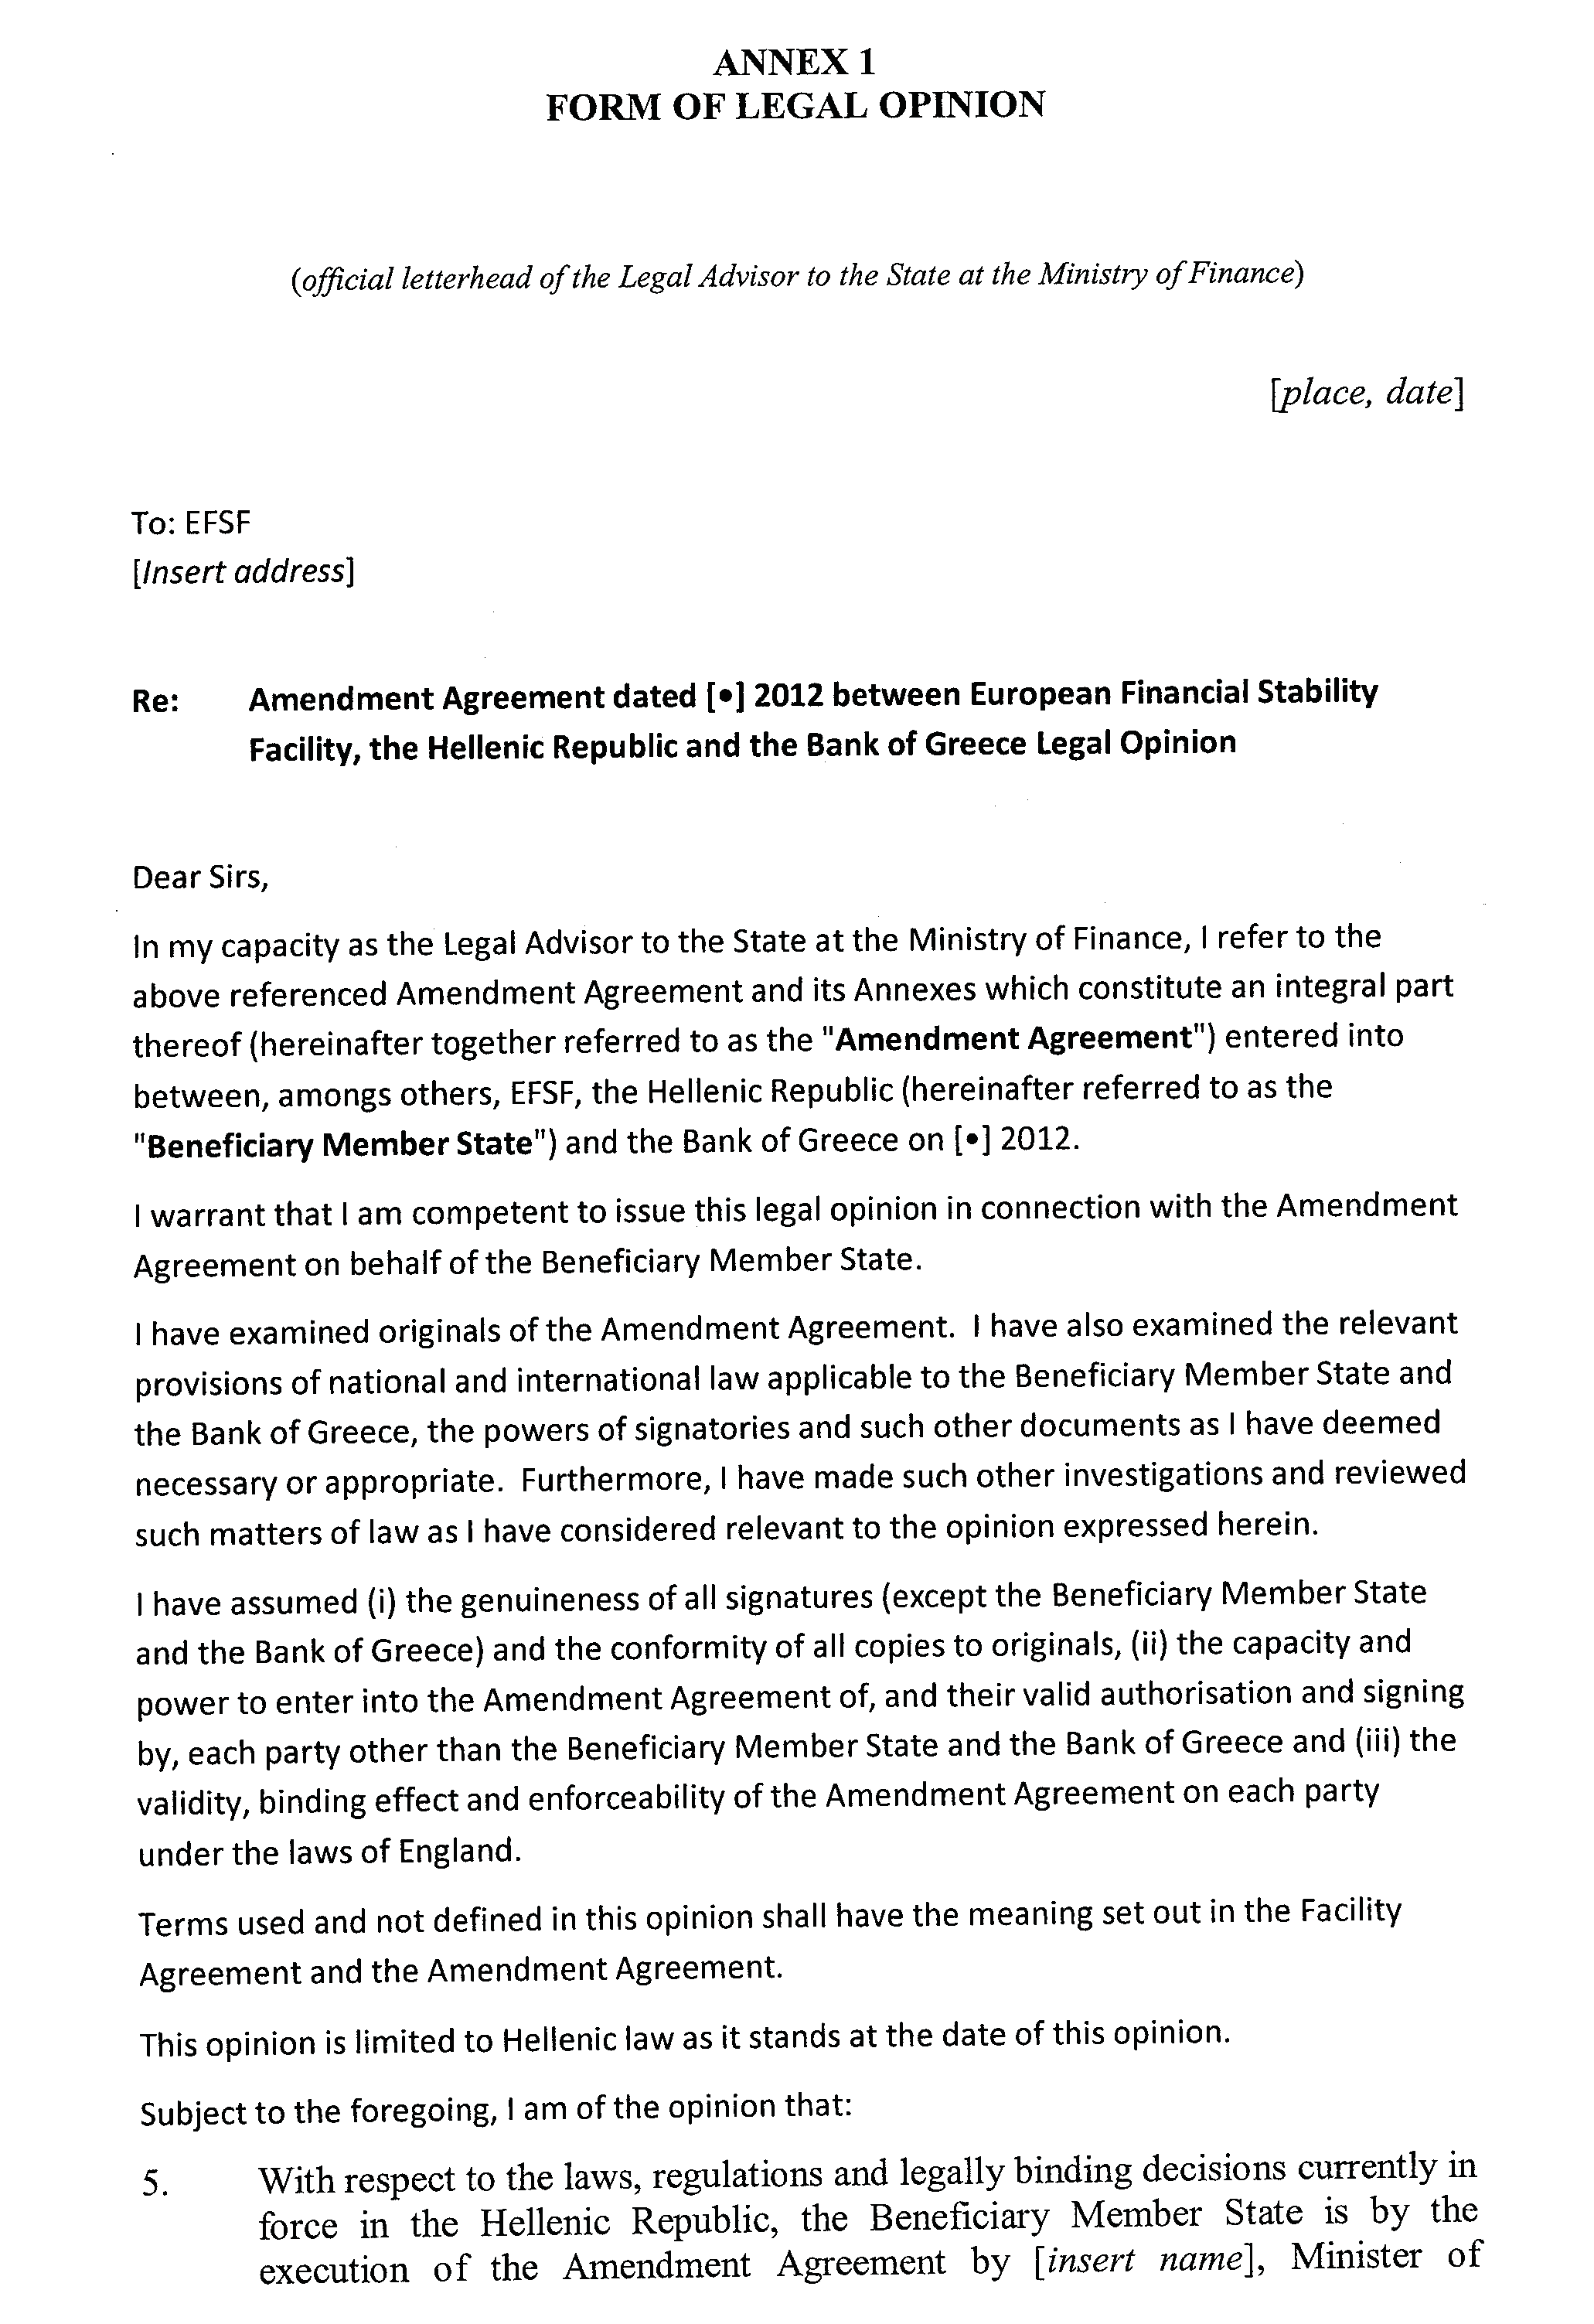 ANNEX 1
FORM OF LEGAL OPINION
(official letterhead of the Legal Advisor to the State at the Ministry of Finance)
[place, date]
To: EFSF
[Insert address]
Re: Amendment Agreement dated [•] 2012 between European Financial Stability
Facility, the Hellenic Republic and the Bank of Greece Legal Opinion
Dear Sirs,
In my capacity as the Legal Advisor to the State at the Ministry of Finance, I refer to the
above referenced Amendment Agreement and its Annexes which constitute an integral part
thereof (hereinafter together referred to as the "Amendment Agreement") entered into
between, amongs others, EFSF, the Hellenic Republic (hereinafter referred to as the
"Beneficiary Member State") and the Bank of Greece on [•] 2012.
I warrant that I am competent to issue this legal opinion in connection with the Amendment
Agreement on behalf of the Beneficiary Member State.
I have examined originals of the Amendment Agreement. I have also examined the relevant
provisions of national and international law applicable to the Beneficiary Member State and
the Bank of Greece, the powers of signatories and such other documents as I have deemed
necessary or appropriate. Furthermore, I have made such other investigations and reviewed
such matters of law as I have considered relevant to the opinion expressed herein.
I have assumed (i) the genuineness of all signatures (except the Beneficiary Member State
and the Bank of Greece) and the conformity of all copies to originals, (ii) the capacity and
power to enter into the Amendment Agreement of, and their valid authorisation and signing
by, each party other than the Beneficiary Member State and the Bank of Greece and (iii) the
validity, binding effect and enforceability of the Amendment Agreement on each party
under the laws of England.
Terms used and not defined in this opinion shall have the meaning set out in the Facility
Agreement and the Amendment Agreement.
This opinion is limited to Hellenic law as it stands at the date of this opinion.
Subject to the foregoing, I am of the opinion that:
5. With respect to the laws, regulations and legally binding decisions currently in
force in the Hellenic Republic, the Beneficiary Member State is by the
execution of the Amendment Agreement by [insert name], Minister of